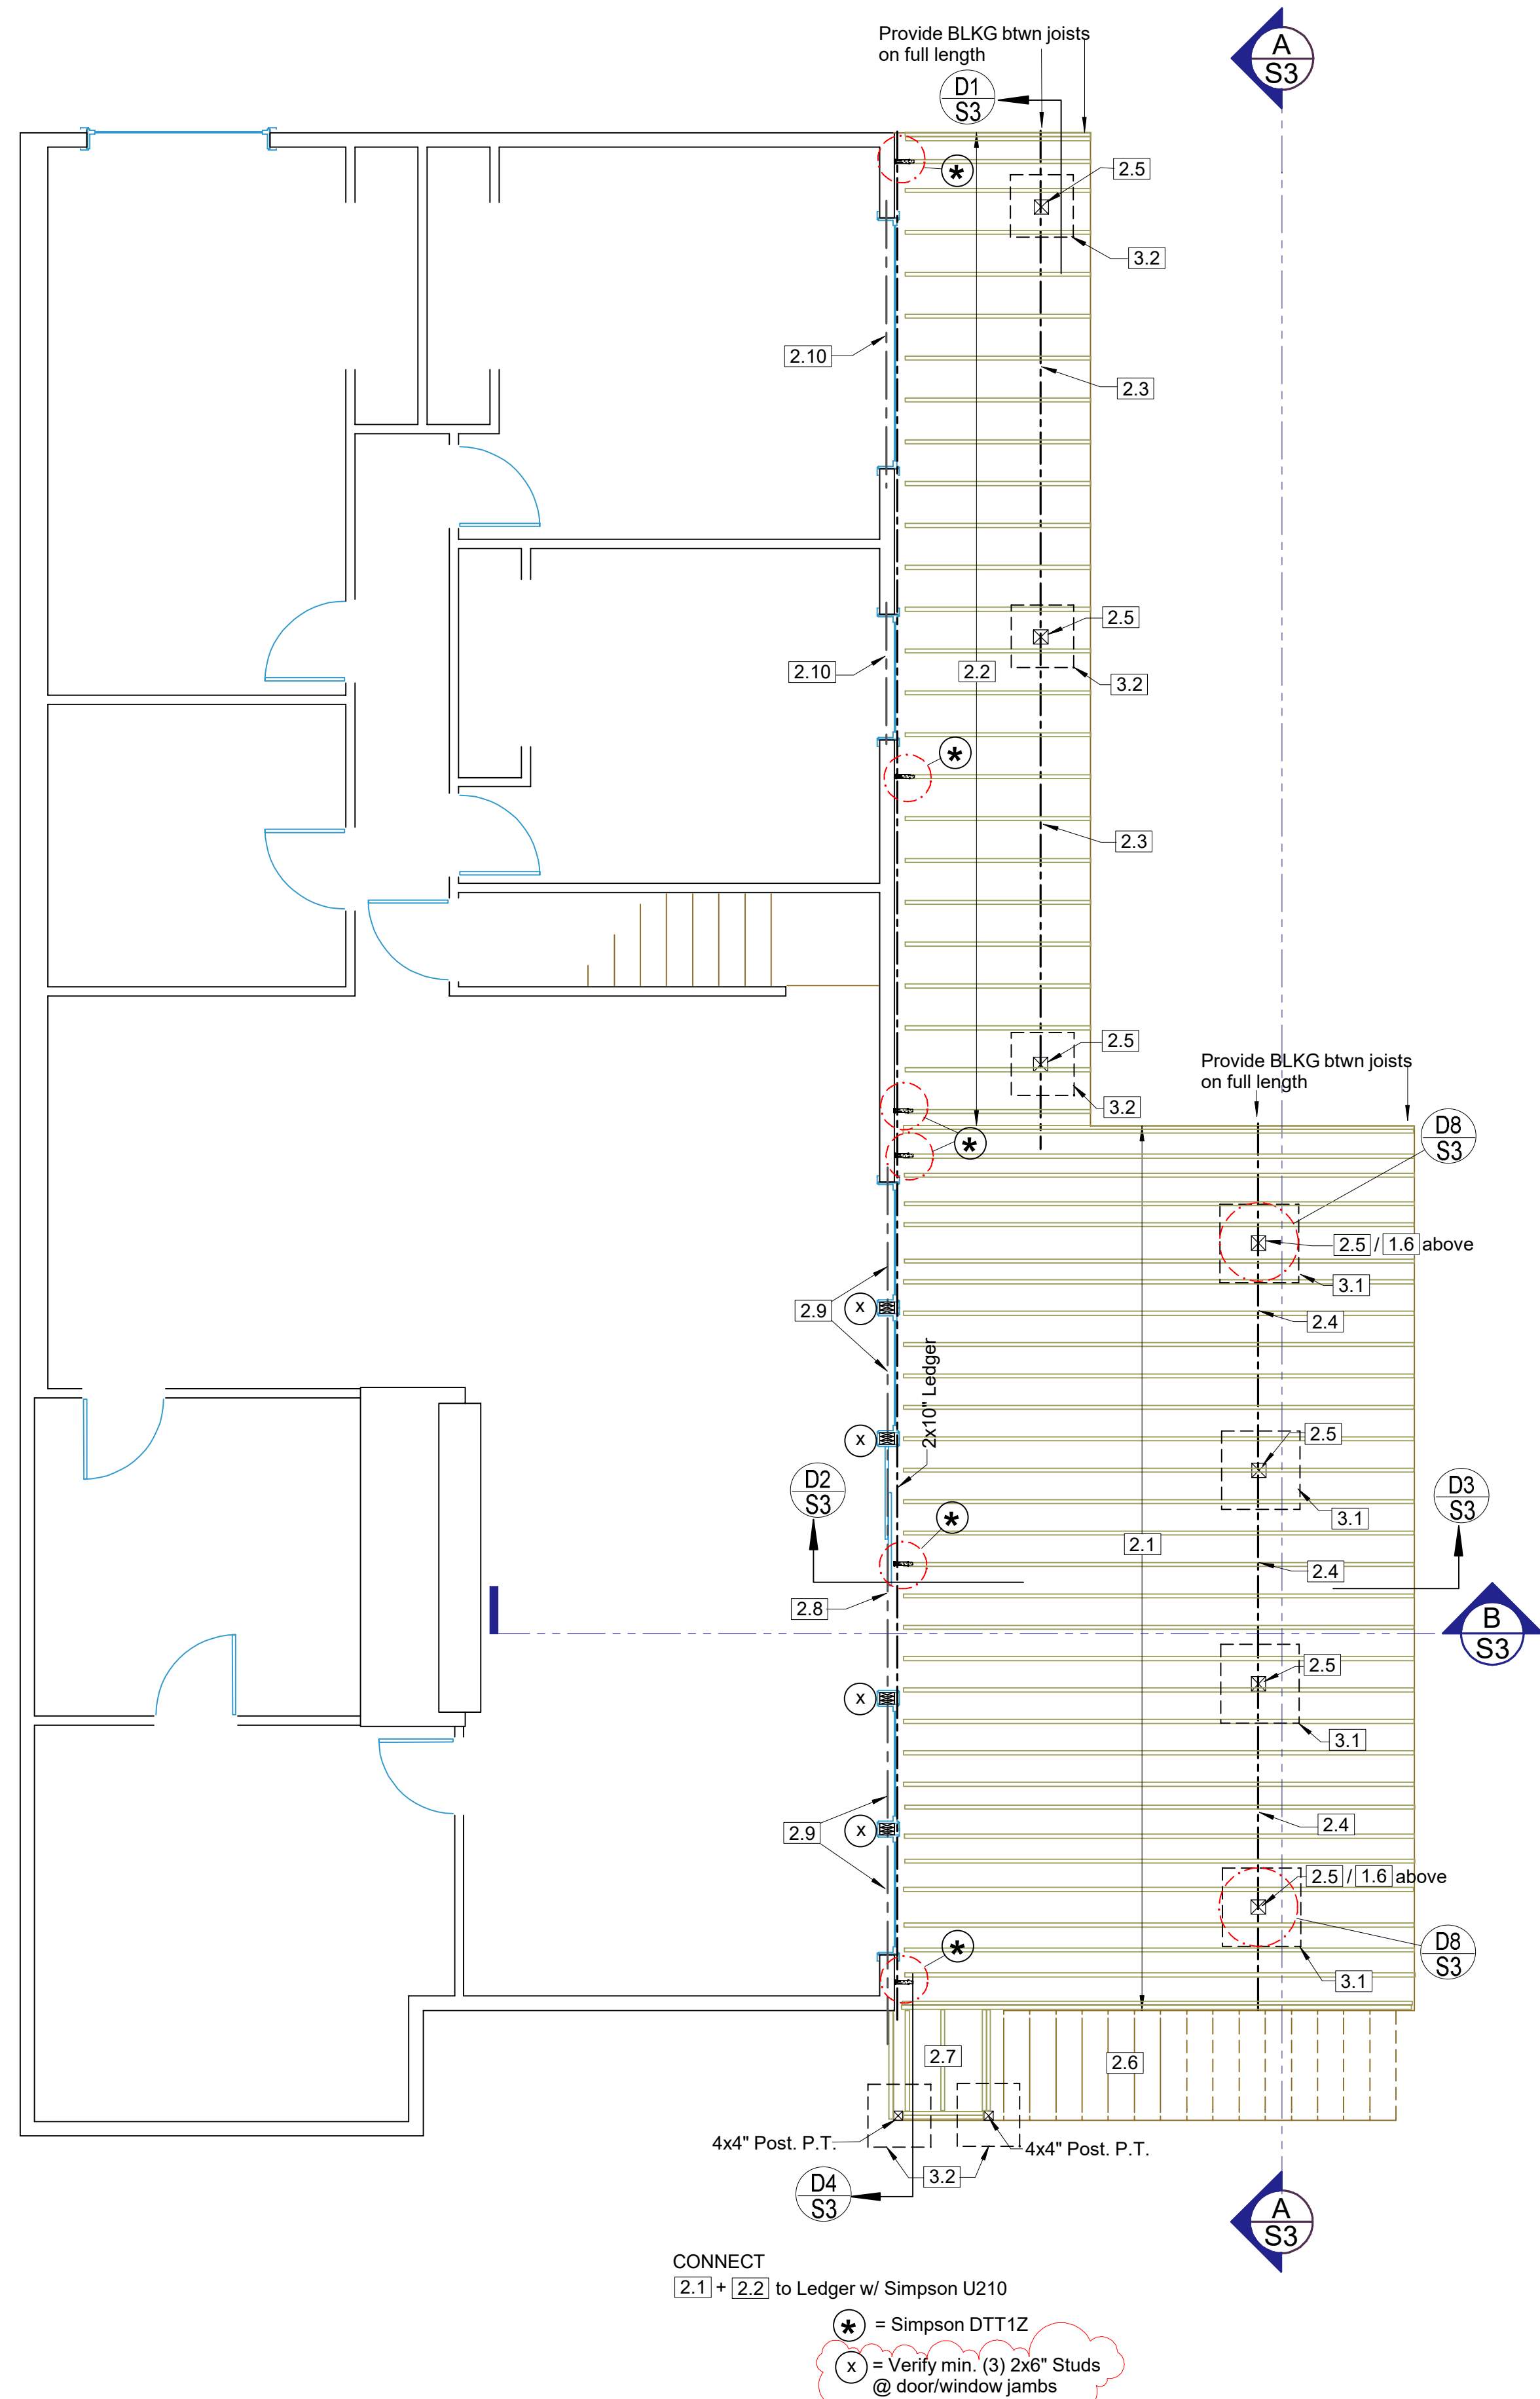 Provide BLKG btwn joists
on full length
A
S3
D1
S3
*
2.5
3.2
2.10
2.3
2.5
2.10
2.2
3.2
*
2.3
2.5
Provide BLKG btwn joists
on full length
3.2
*
D8
S3
2.5 / 1.6 above
3.1
2.9
x
2.4
2x10" Ledger
x
2.5
D2
S3
D3
S3
*
3.1
2.1
2.4
2.8
B
S3
2.5
x
3.1
2.9
x
2.4
2.5 / 1.6 above
*
D8
S3
3.1
2.7
2.6
4x4" Post. P.T.
4x4" Post. P.T.
3.2
D4
S3
A
S3
CONNECT
2.1 + 2.2 to Ledger w/ Simpson U210
* = Simpson DTT1Z
x = Verify min. (3) 2x6" Studs
@ door/window jambs